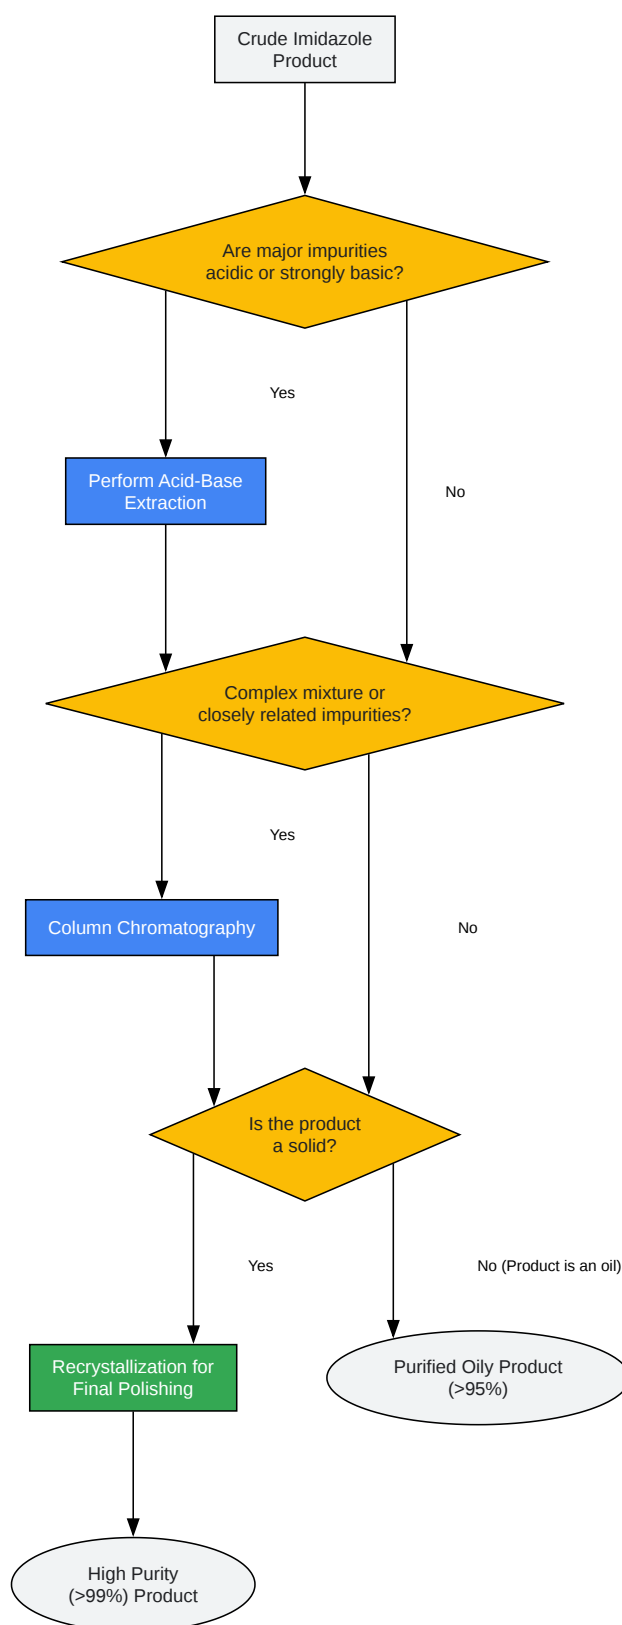 Crude Imidazole
Product
Are major impurities
acidic or strongly basic?
Yes
Perform Acid-Base
Extraction
No
Complex mixture or
closely related impurities?
Yes
Column Chromatography
No
Is the product
a solid?
Yes
No (Product is an oil)
Recrystallization for
Final Polishing
Purified Oily Product
(>95%)
High Purity
(>99%) Product